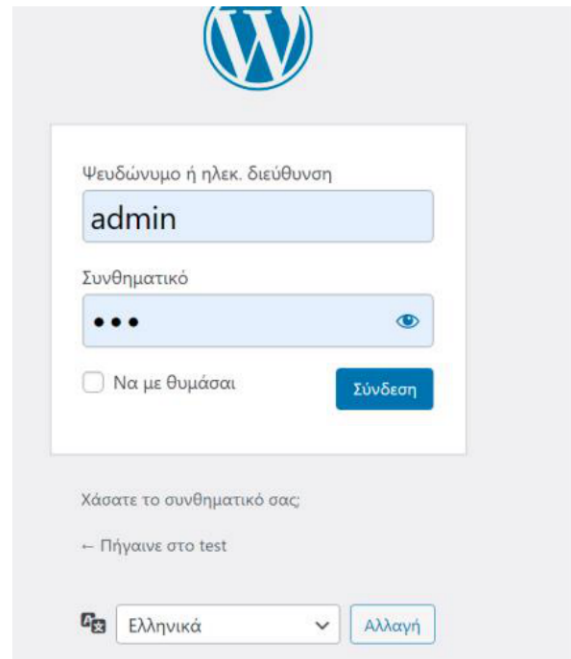 Ψευδώνυμο ή ηλεκ. διεύθυνση
admin
Συνθηματικό
Να με θυμάσαι
Σύνδεση
Χάσατε το συνθηματικό σας;
← Πήγαινε στο test
Ελληνικά
Αλλαγή